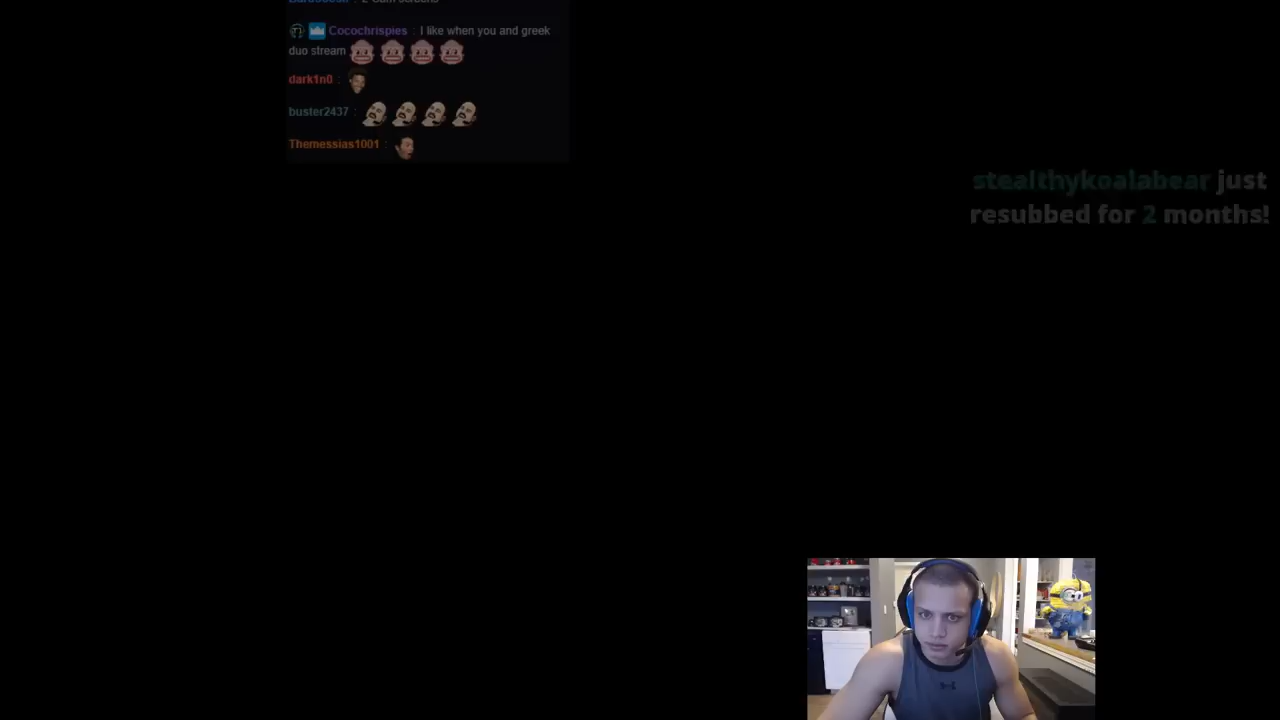 Cocochrispies : I like when you and greek
duo stream
dark1n0 :
buster2437 :
Themessias1001 :
stealthykoalabear just
resubbed for 2 months!